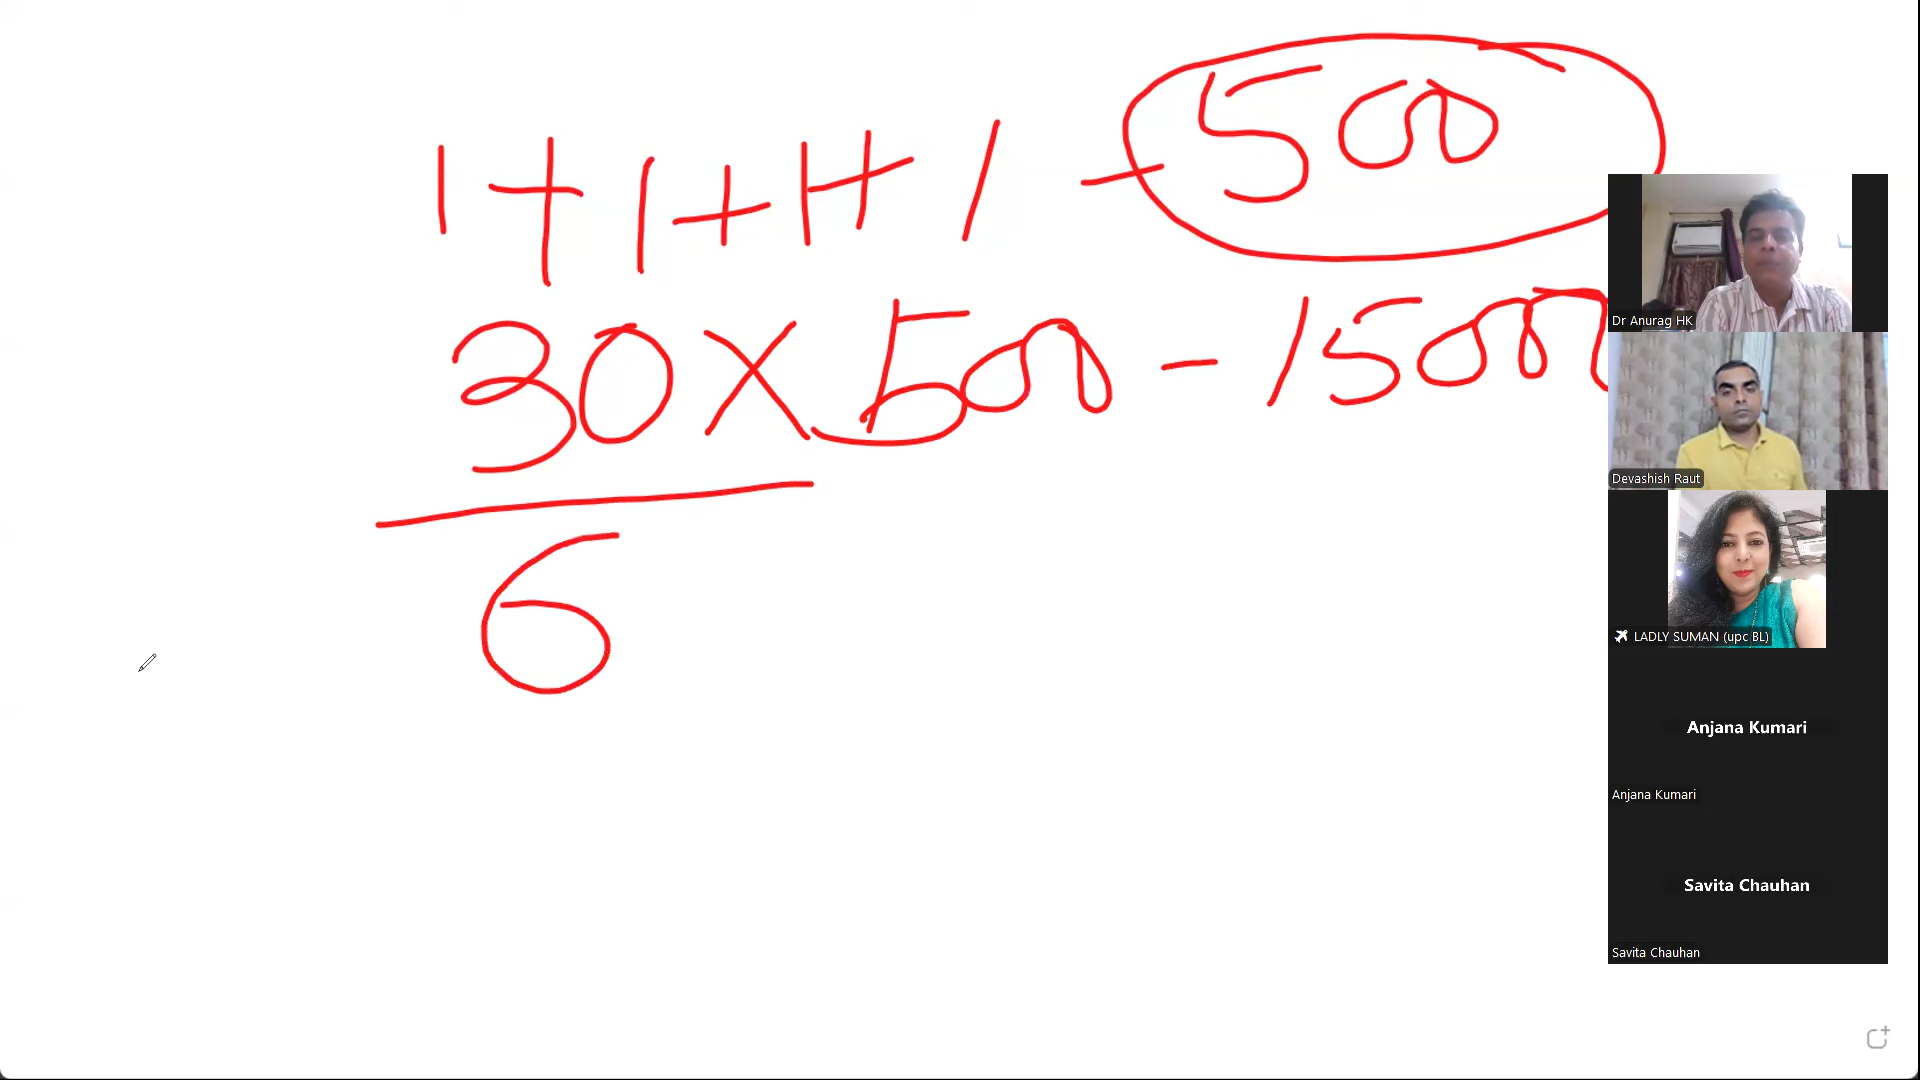 1 + 1 + 1 + 1 - 500
30 X 500 - 15000
6
Dr Anurag HK
Devashish Raut
LADLY SUMAN (upc BL)
Anjana Kumari
Anjana Kumari
Savita Chauhan
Savita Chauhan